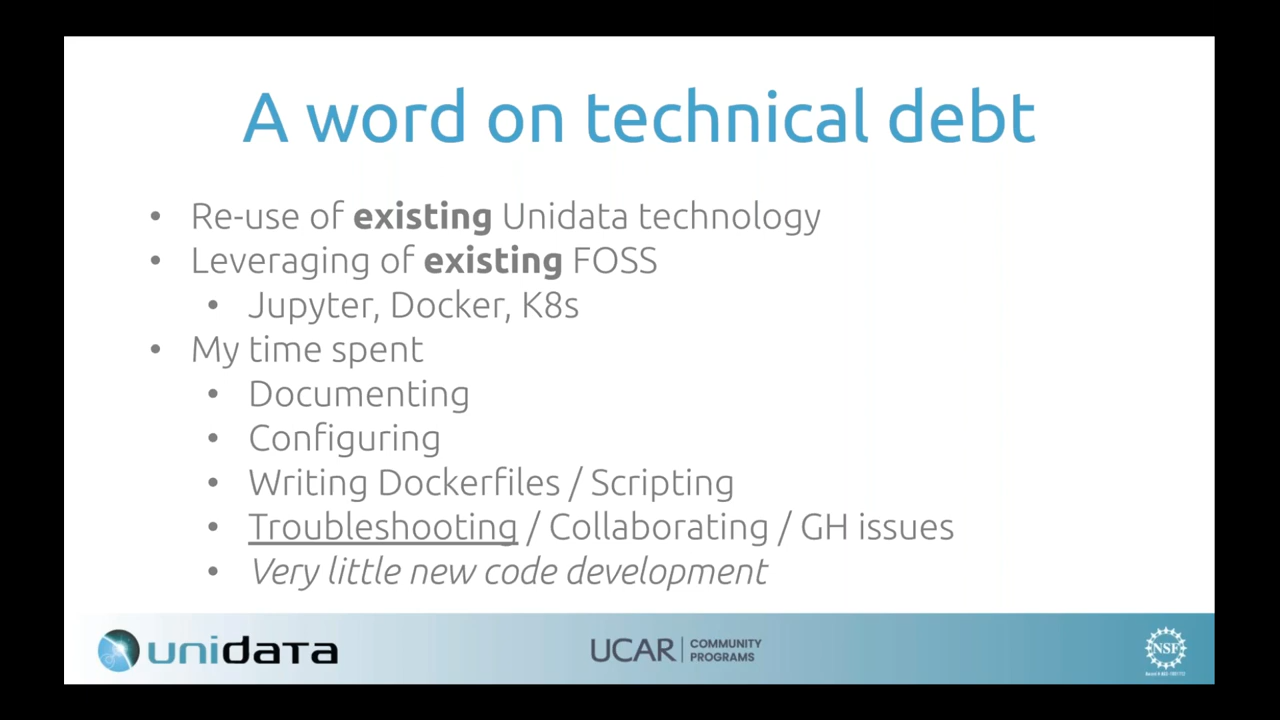 A word on technical debt
• Re-use of existing Unidata technology
• Leveraging of existing FOSS
• Jupyter, Docker, K8s
• My time spent
• Documenting
• Configuring
• Writing Dockerfiles / Scripting
• Troubleshooting / Collaborating / GH issues
• Very little new code development
unidata
UCAR | COMMUNITY PROGRAMS
NSF